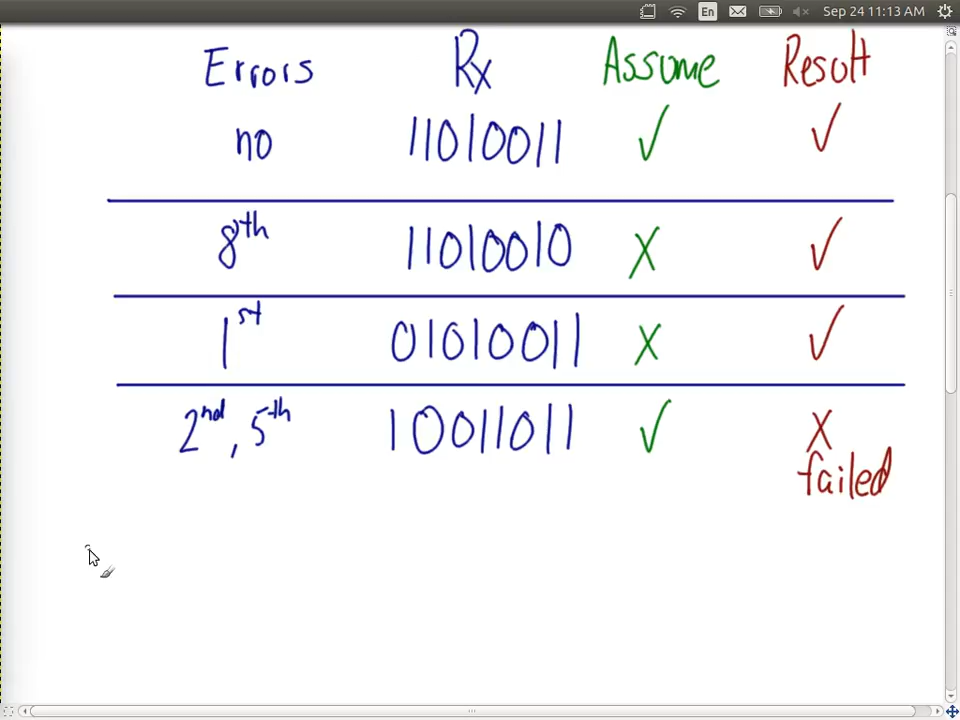 En Sep 24 11:13 AM
Errors Rx Assume Result
no 11010011 ✓ ✓
8th 11010010 X ✓
1st 01010011 X ✓
2nd, 5th 10011011 ✓ X
failed